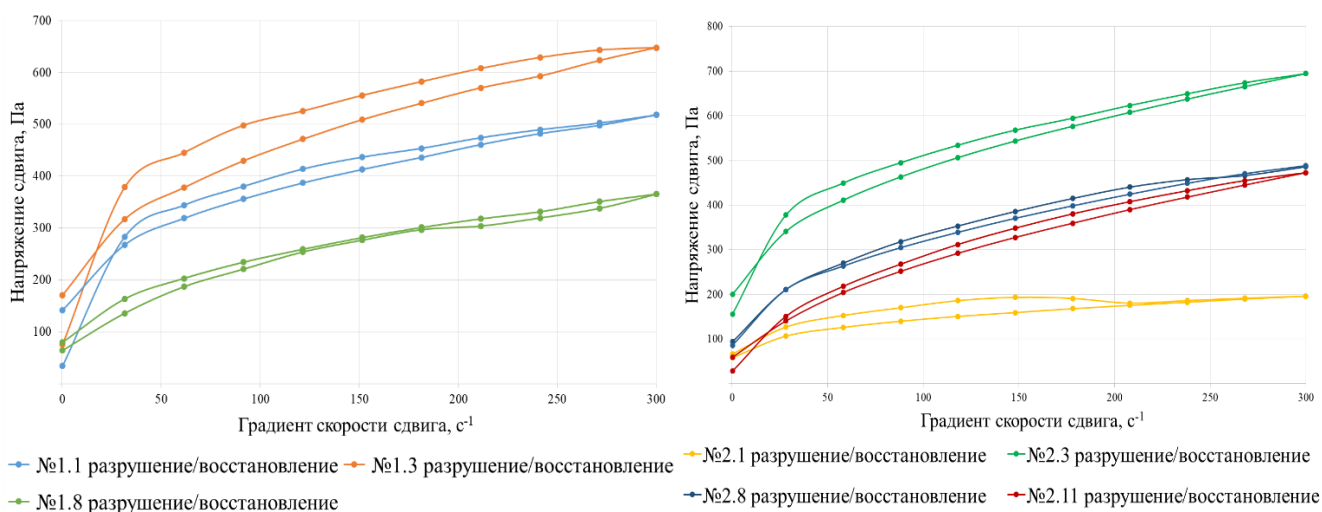 700
600
500
400
300
200
100
Напряжение сдвига, Па
0 50 100 150 200 250 300
Градиент скорости сдвига, с-1
№1.1 разрушение/восстановление №1.3 разрушение/восстановление
№1.8 разрушение/восстановление
800
700
600
500
400
300
200
100
Напряжение сдвига, Па
0 50 100 150 200 250 300
Градиент скорости сдвига, с-1
№2.1 разрушение/восстановление №2.3 разрушение/восстановление
№2.8 разрушение/восстановление №2.11 разрушение/восстановление